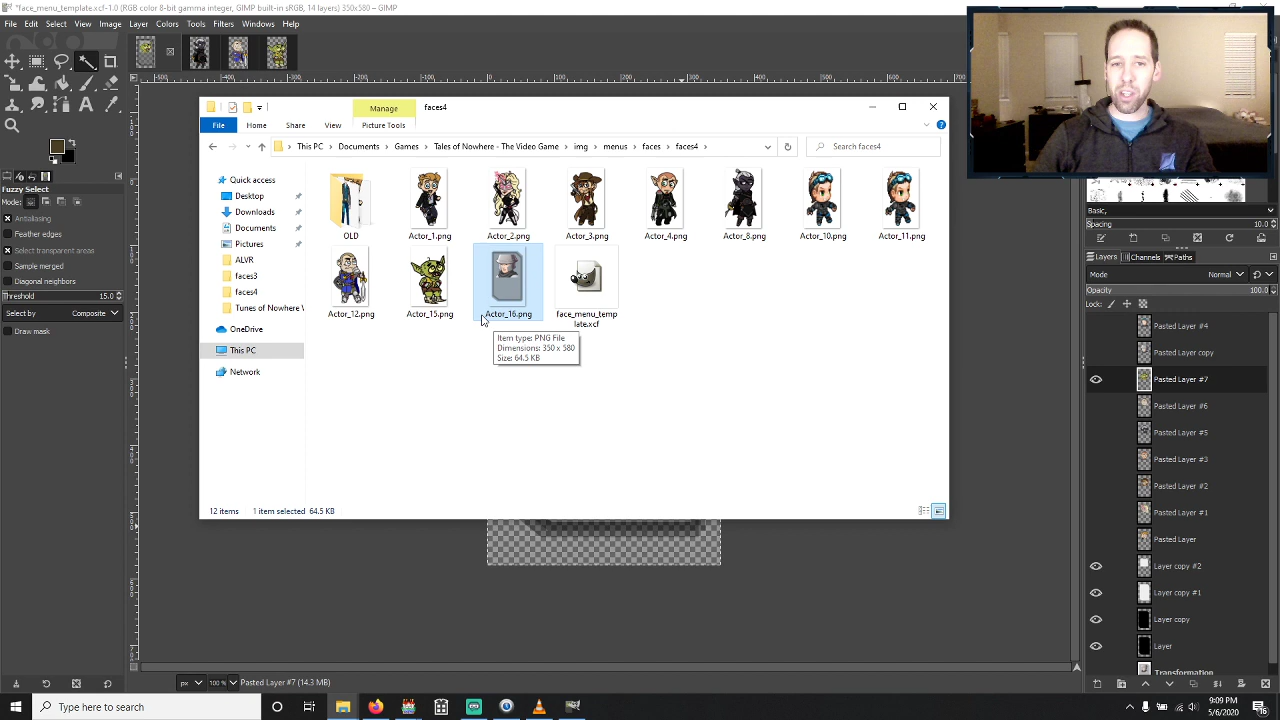 *face_menu_template.xcf-1.0 (RGB color 8-bit gamma integer, GIMP built-in sRGB, 14 layers) 350x580 – GIMP
File Edit Select View Image Layer Colors Tools Filters Windows Help
Manage
faces4
File
Home
Share
View
Picture Tools
This PC
Documents
Games
Tales of Nowhere - The Video Game
img
menus
faces
faces4
Search faces4
Fuzzy Select
Mode:
Antialiasing
Feather edges
Select transparent areas
Sample merged
Diagonal neighbors
Threshold
15.0
Select by
Composite
Draw mask
Quick access
Desktop
Downloads
Documents
Pictures
ALVR
faces3
faces4
Tunes of Nowhere V
OneDrive
This PC
Network
OLD
Actor_1.png
Actor_2.png
Actor_3.png
Actor_4.png
Actor_8.png
Actor_10.png
Actor_11.png
Actor_12.png
Actor_15.png
Actor_16.png
face_menu_temp
late.xcf
Item type: PNG File
Dimensions: 350 x 580
Size: 64.5 KB
12 items
1 item selected 64.5 KB
Basic,
Spacing
10.0
Layers
Channels
Paths
Mode
Normal
Opacity
100.0
Lock:
Pasted Layer #4
Pasted Layer copy
Pasted Layer #7
Pasted Layer #6
Pasted Layer #5
Pasted Layer #3
Pasted Layer #2
Pasted Layer #1
Pasted Layer
Layer copy #2
Layer copy #1
Layer copy
Layer
Transformation
px
100 %
Pasted Layer #7 (14.3 MB)
Type here to search
9:09 PM
5/6/2020